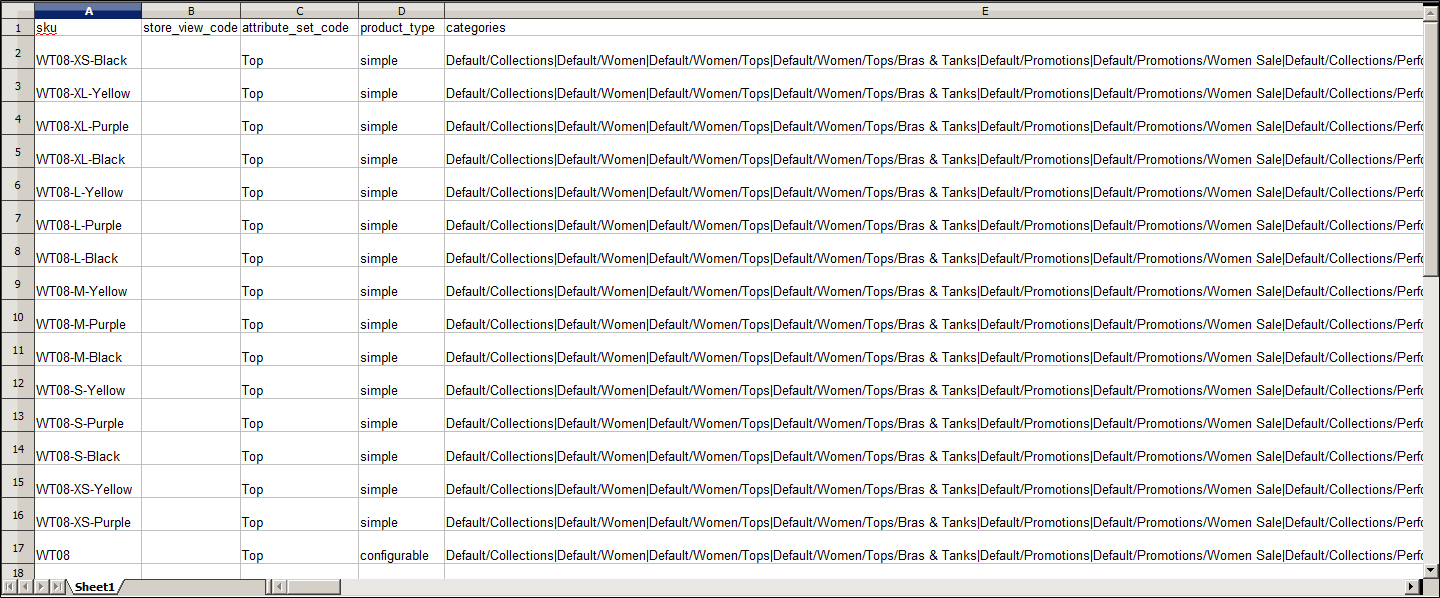 A B C D E
1 sku store_view_code attribute_set_code product_type categories
2 WT08-XS-Black Top simple Default/Collections|Default/Women|Default/Women/Tops|Default/Women/Tops/Bras & Tanks|Default/Promotions|Default/Promotions/Women Sale|Default/Collections/Perfo
3 WT08-XL-Yellow Top simple Default/Collections|Default/Women|Default/Women/Tops|Default/Women/Tops/Bras & Tanks|Default/Promotions|Default/Promotions/Women Sale|Default/Collections/Perfo
4 WT08-XL-Purple Top simple Default/Collections|Default/Women|Default/Women/Tops|Default/Women/Tops/Bras & Tanks|Default/Promotions|Default/Promotions/Women Sale|Default/Collections/Perfo
5 WT08-XL-Black Top simple Default/Collections|Default/Women|Default/Women/Tops|Default/Women/Tops/Bras & Tanks|Default/Promotions|Default/Promotions/Women Sale|Default/Collections/Perfo
6 WT08-L-Yellow Top simple Default/Collections|Default/Women|Default/Women/Tops|Default/Women/Tops/Bras & Tanks|Default/Promotions|Default/Promotions/Women Sale|Default/Collections/Perfo
7 WT08-L-Purple Top simple Default/Collections|Default/Women|Default/Women/Tops|Default/Women/Tops/Bras & Tanks|Default/Promotions|Default/Promotions/Women Sale|Default/Collections/Perfo
8 WT08-L-Black Top simple Default/Collections|Default/Women|Default/Women/Tops|Default/Women/Tops/Bras & Tanks|Default/Promotions|Default/Promotions/Women Sale|Default/Collections/Perfo
9 WT08-M-Yellow Top simple Default/Collections|Default/Women|Default/Women/Tops|Default/Women/Tops/Bras & Tanks|Default/Promotions|Default/Promotions/Women Sale|Default/Collections/Perfo
10 WT08-M-Purple Top simple Default/Collections|Default/Women|Default/Women/Tops|Default/Women/Tops/Bras & Tanks|Default/Promotions|Default/Promotions/Women Sale|Default/Collections/Perfo
11 WT08-M-Black Top simple Default/Collections|Default/Women|Default/Women/Tops|Default/Women/Tops/Bras & Tanks|Default/Promotions|Default/Promotions/Women Sale|Default/Collections/Perfo
12 WT08-S-Yellow Top simple Default/Collections|Default/Women|Default/Women/Tops|Default/Women/Tops/Bras & Tanks|Default/Promotions|Default/Promotions/Women Sale|Default/Collections/Perfo
13 WT08-S-Purple Top simple Default/Collections|Default/Women|Default/Women/Tops|Default/Women/Tops/Bras & Tanks|Default/Promotions|Default/Promotions/Women Sale|Default/Collections/Perfo
14 WT08-S-Black Top simple Default/Collections|Default/Women|Default/Women/Tops|Default/Women/Tops/Bras & Tanks|Default/Promotions|Default/Promotions/Women Sale|Default/Collections/Perfo
15 WT08-XS-Yellow Top simple Default/Collections|Default/Women|Default/Women/Tops|Default/Women/Tops/Bras & Tanks|Default/Promotions|Default/Promotions/Women Sale|Default/Collections/Perfo
16 WT08-XS-Purple Top simple Default/Collections|Default/Women|Default/Women/Tops|Default/Women/Tops/Bras & Tanks|Default/Promotions|Default/Promotions/Women Sale|Default/Collections/Perfo
17 WT08 Top configurable Default/Collections|Default/Women|Default/Women/Tops|Default/Women/Tops/Bras & Tanks|Default/Promotions|Default/Promotions/Women Sale|Default/Collections/Perfo
18
Sheet1